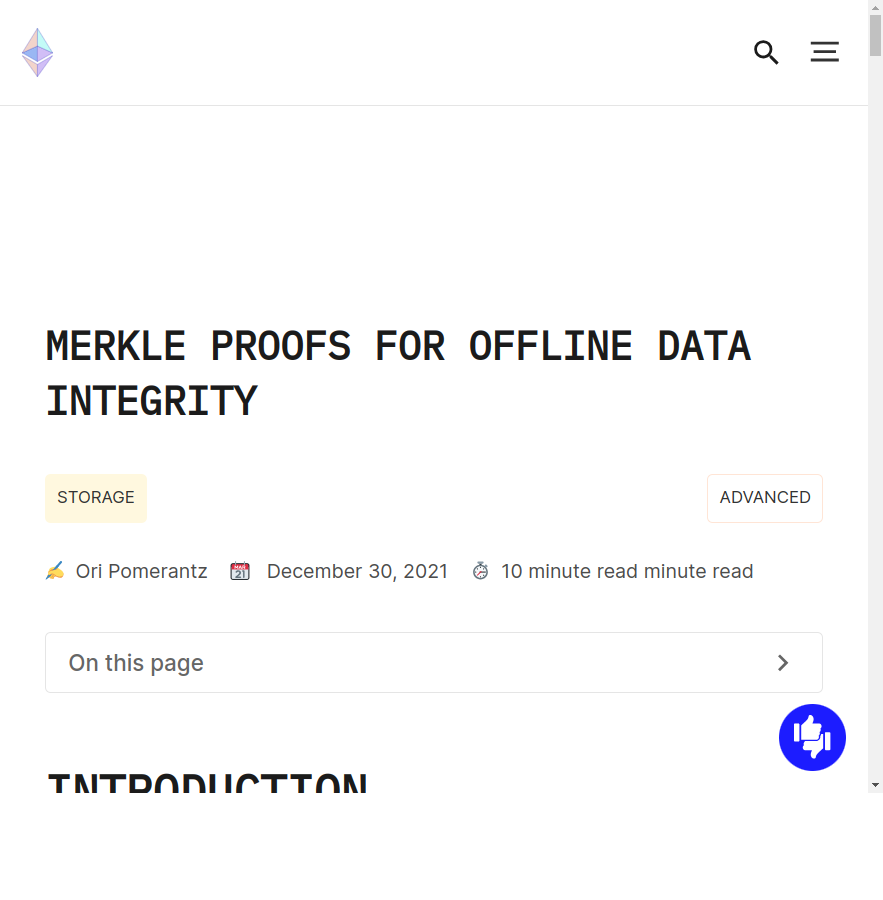 MERKLE PROOFS FOR OFFLINE DATA
INTEGRITY
STORAGE
ADVANCED
Ori Pomerantz
December 30, 2021
10 minute read minute read
On this page
INTRODUCTION